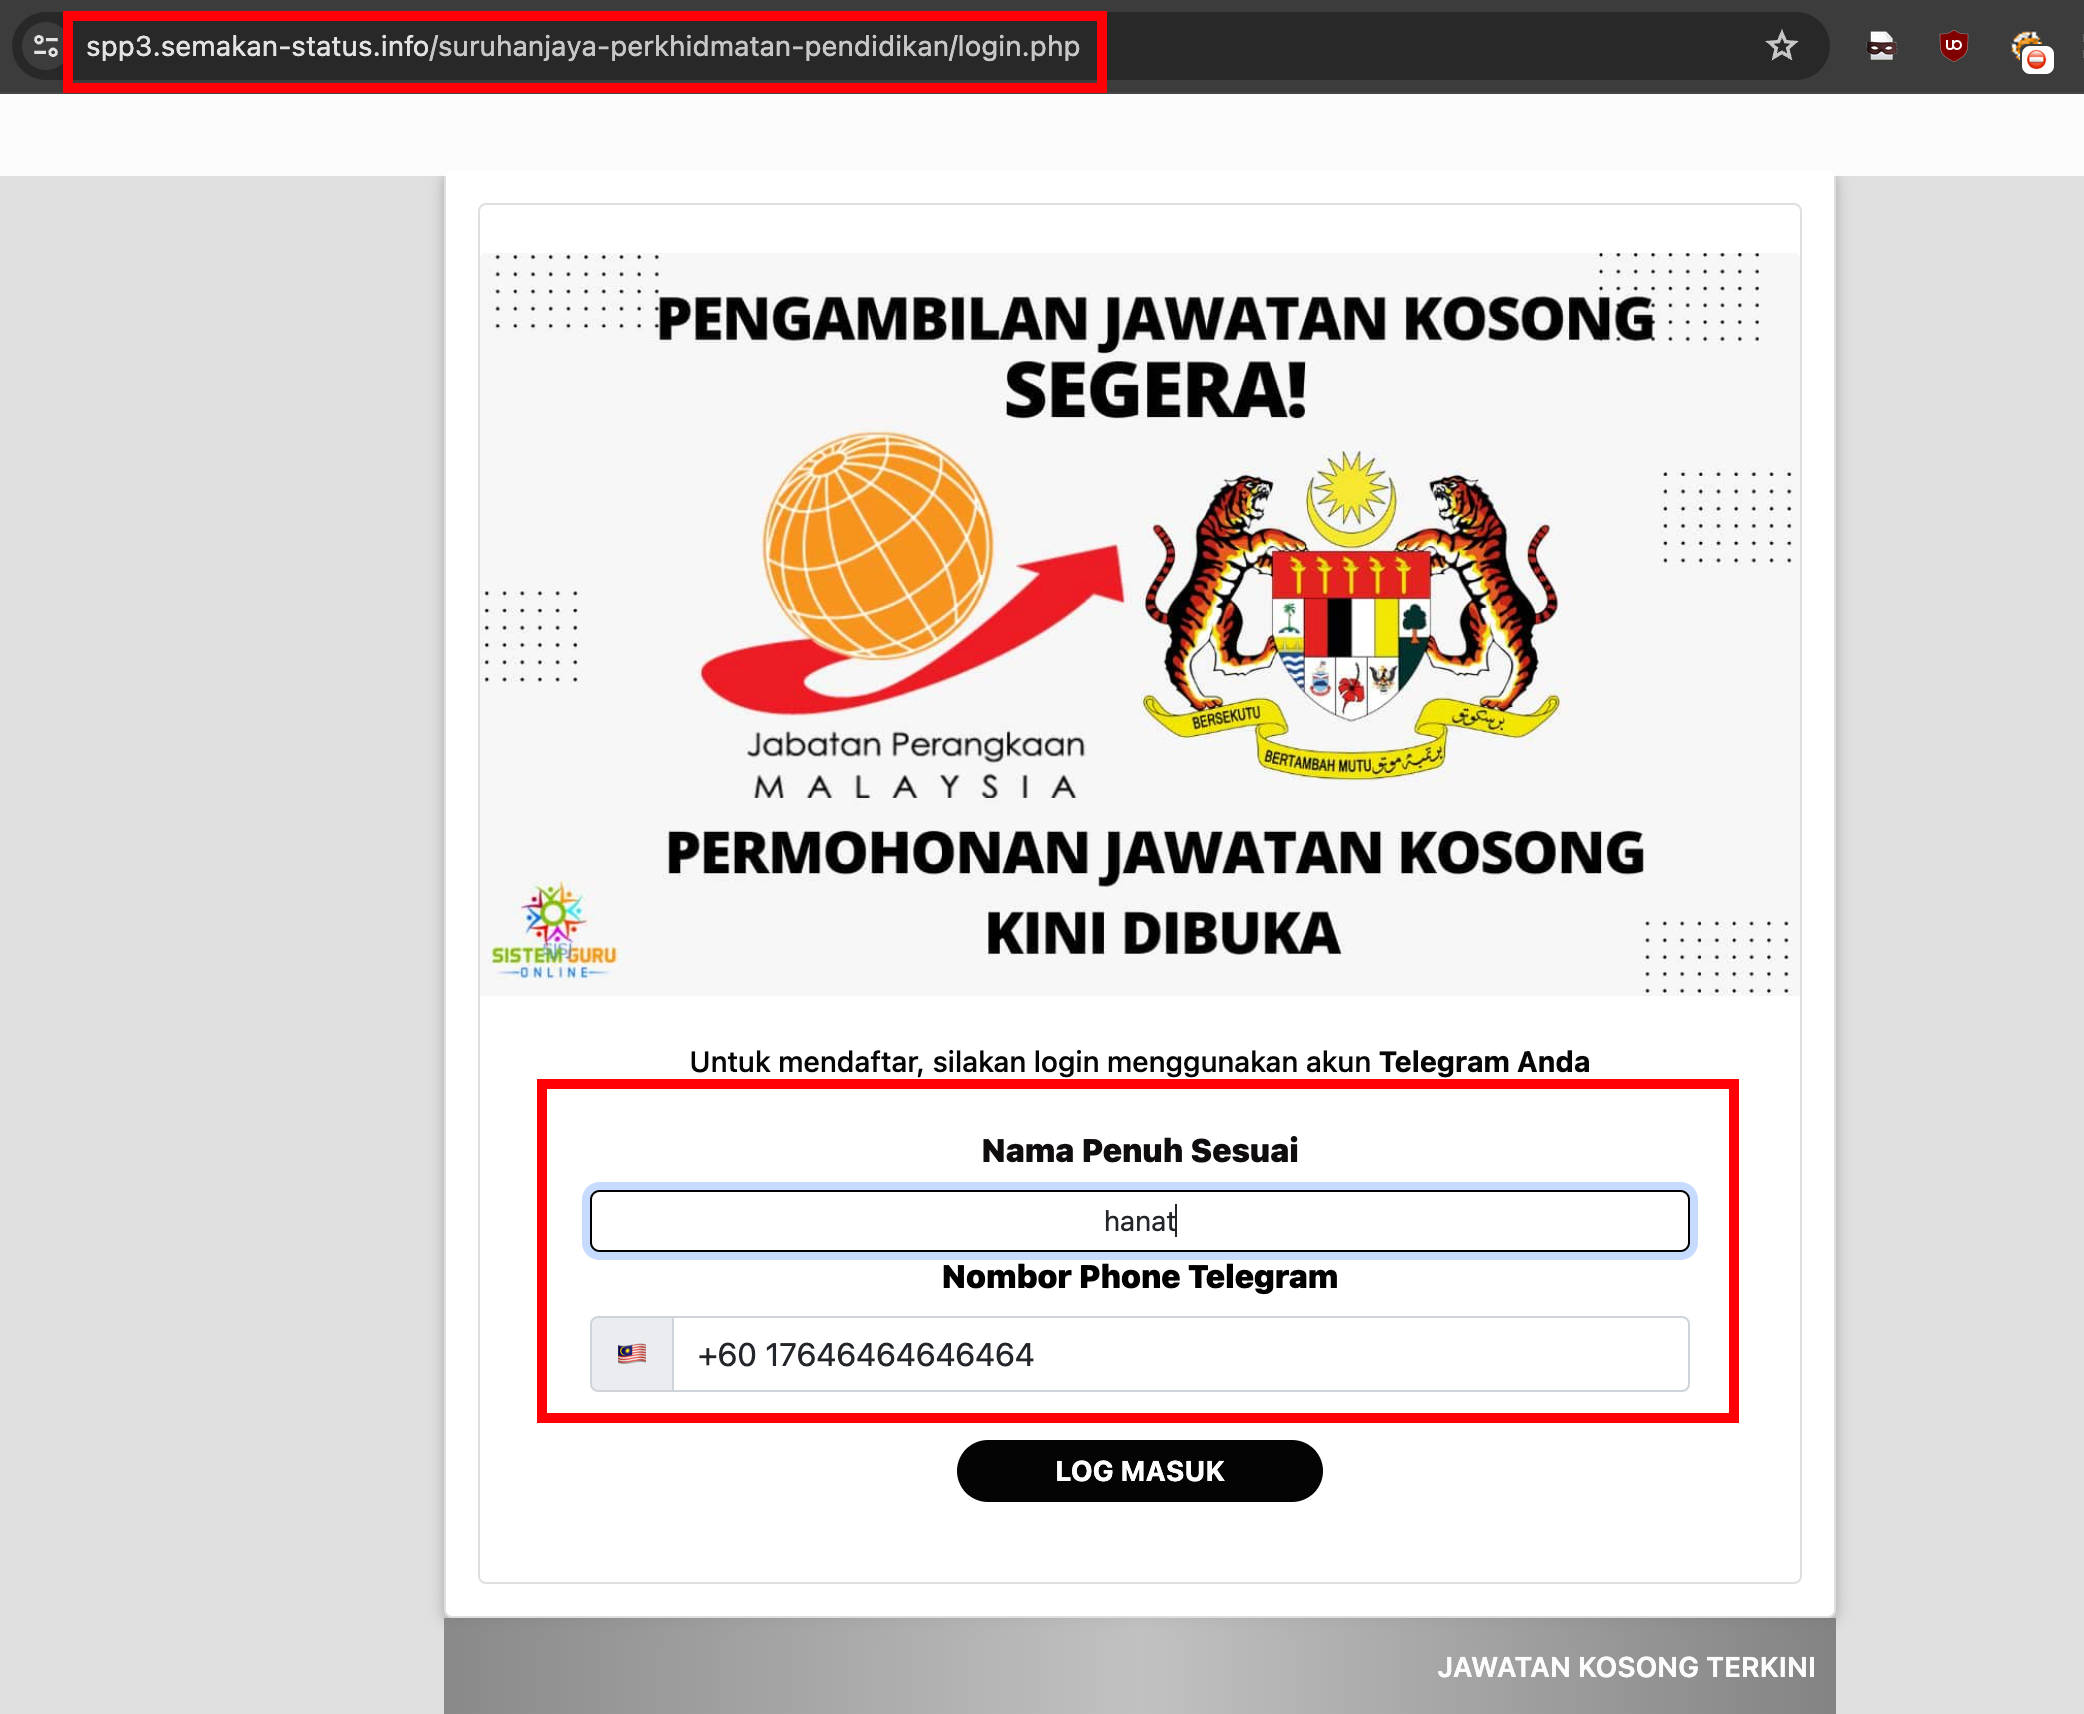 spp3.semakan-status.info/suruhanjaya-perkhidmatan-pendidikan/login.php
UO
PENGAMBILAN JAWATAN KOSONG
SEGERA!
BERSEKUTU
برسکوتو
BERTAMBAH MUTU
Jabatan Perangkaan
MALAYSIA
PERMOHONAN JAWATAN KOSONG
KINI DIBUKA
SISTEM GURU
ONLINE
Untuk mendaftar, silakan login menggunakan akun Telegram Anda
Nama Penuh Sesuai
hanat
Nombor Phone Telegram
+60 17646464646464
LOG MASUK
JAWATAN KOSONG TERKINI